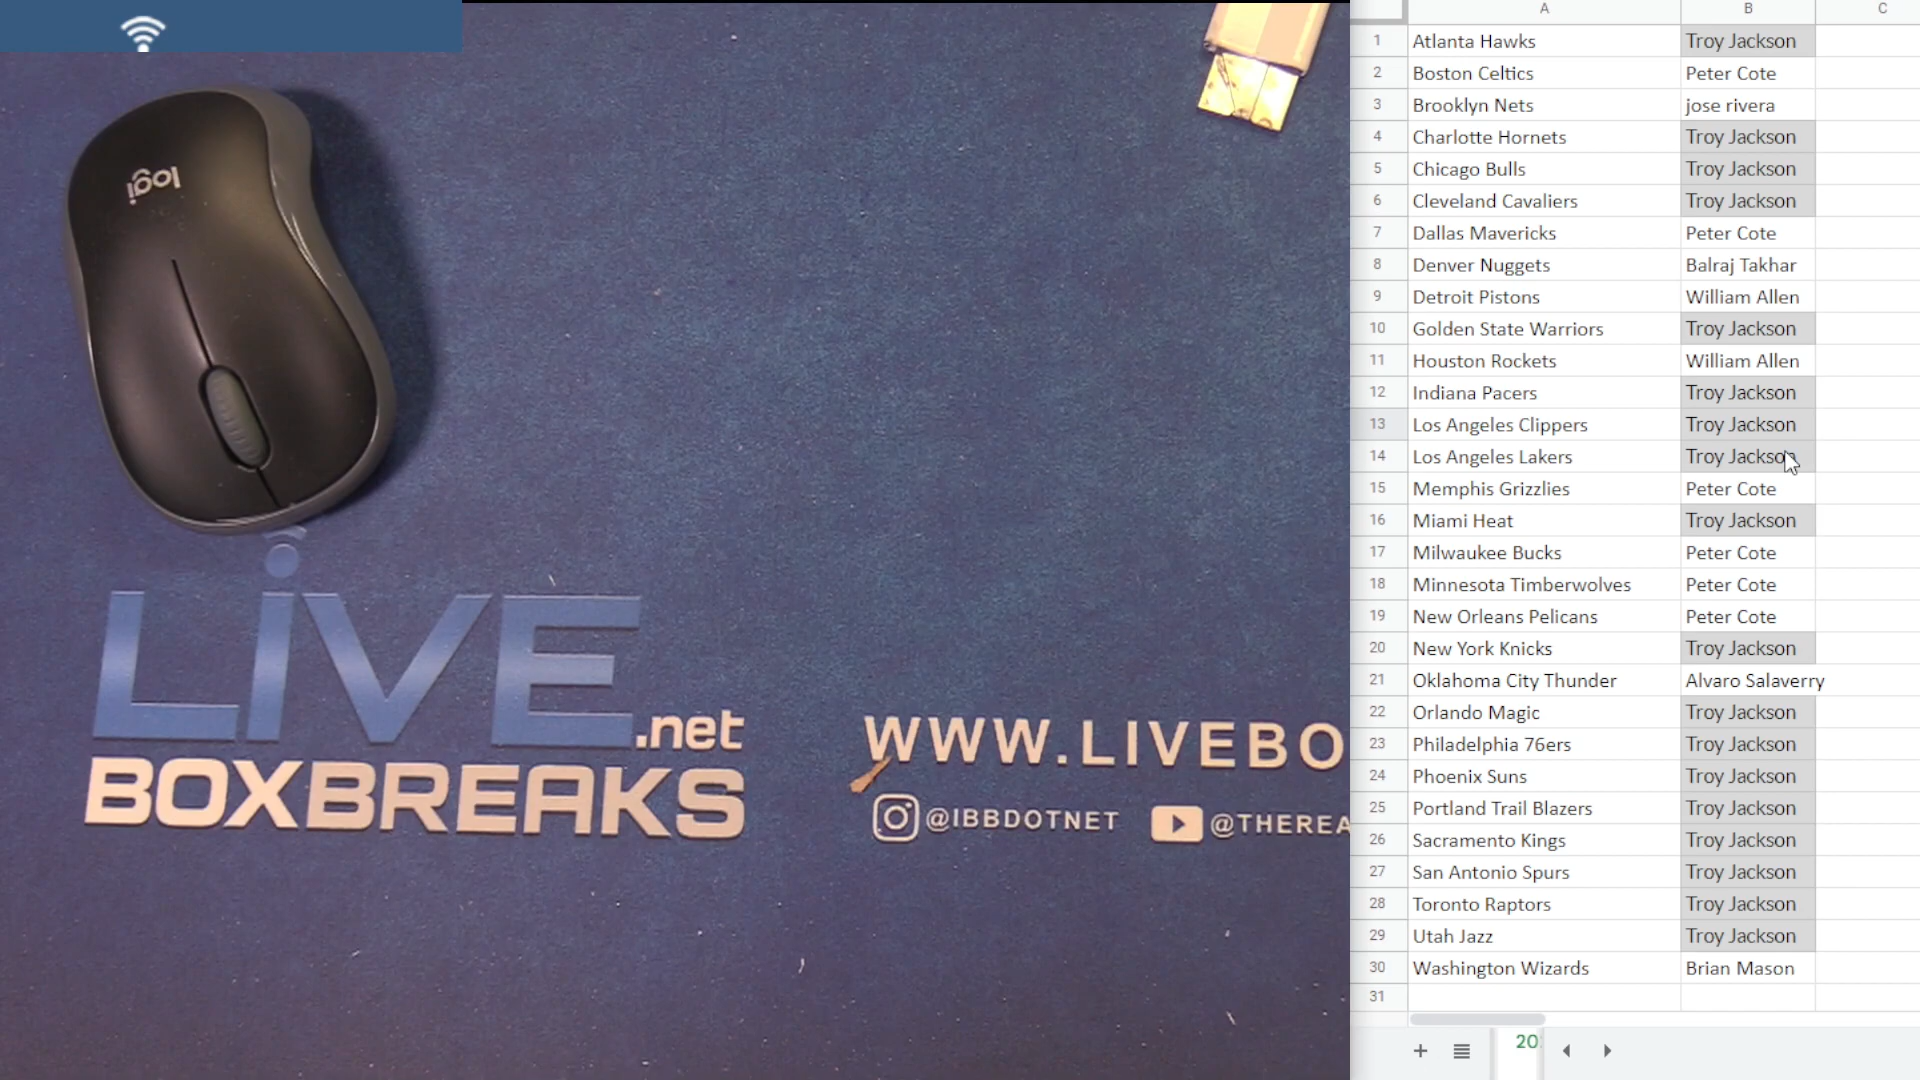 logi
LiVE
.net
BOXBREAKS
WWW.LIVEBO
@IBBDOTNET @THEREA
A B C
1 Atlanta Hawks Troy Jackson
2 Boston Celtics Peter Cote
3 Brooklyn Nets jose rivera
4 Charlotte Hornets Troy Jackson
5 Chicago Bulls Troy Jackson
6 Cleveland Cavaliers Troy Jackson
7 Dallas Mavericks Peter Cote
8 Denver Nuggets Balraj Takhar
9 Detroit Pistons William Allen
10 Golden State Warriors Troy Jackson
11 Houston Rockets William Allen
12 Indiana Pacers Troy Jackson
13 Los Angeles Clippers Troy Jackson
14 Los Angeles Lakers Troy Jackson
15 Memphis Grizzlies Peter Cote
16 Miami Heat Troy Jackson
17 Milwaukee Bucks Peter Cote
18 Minnesota Timberwolves Peter Cote
19 New Orleans Pelicans Peter Cote
20 New York Knicks Troy Jackson
21 Oklahoma City Thunder Alvaro Salaverry
22 Orlando Magic Troy Jackson
23 Philadelphia 76ers Troy Jackson
24 Phoenix Suns Troy Jackson
25 Portland Trail Blazers Troy Jackson
26 Sacramento Kings Troy Jackson
27 San Antonio Spurs Troy Jackson
28 Toronto Raptors Troy Jackson
29 Utah Jazz Troy Jackson
30 Washington Wizards Brian Mason
31
20